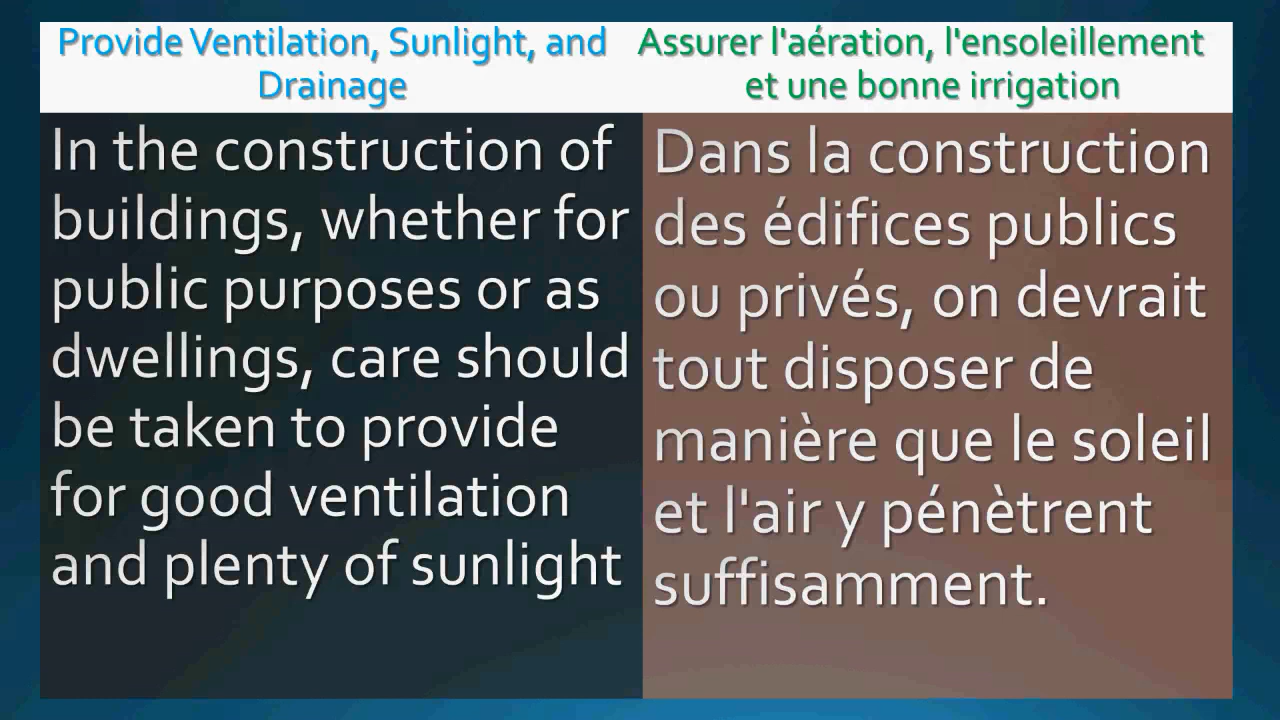 Provide Ventilation, Sunlight, and
Drainage
Assurer l'aération, l'ensoleillement
et une bonne irrigation
In the construction of
buildings, whether for
public purposes or as
dwellings, care should
be taken to provide
for good ventilation
and plenty of sunlight
Dans la construction
des édifices publics
ou privés, on devrait
tout disposer de
manière que le soleil
et l'air y pénètrent
suffisamment.